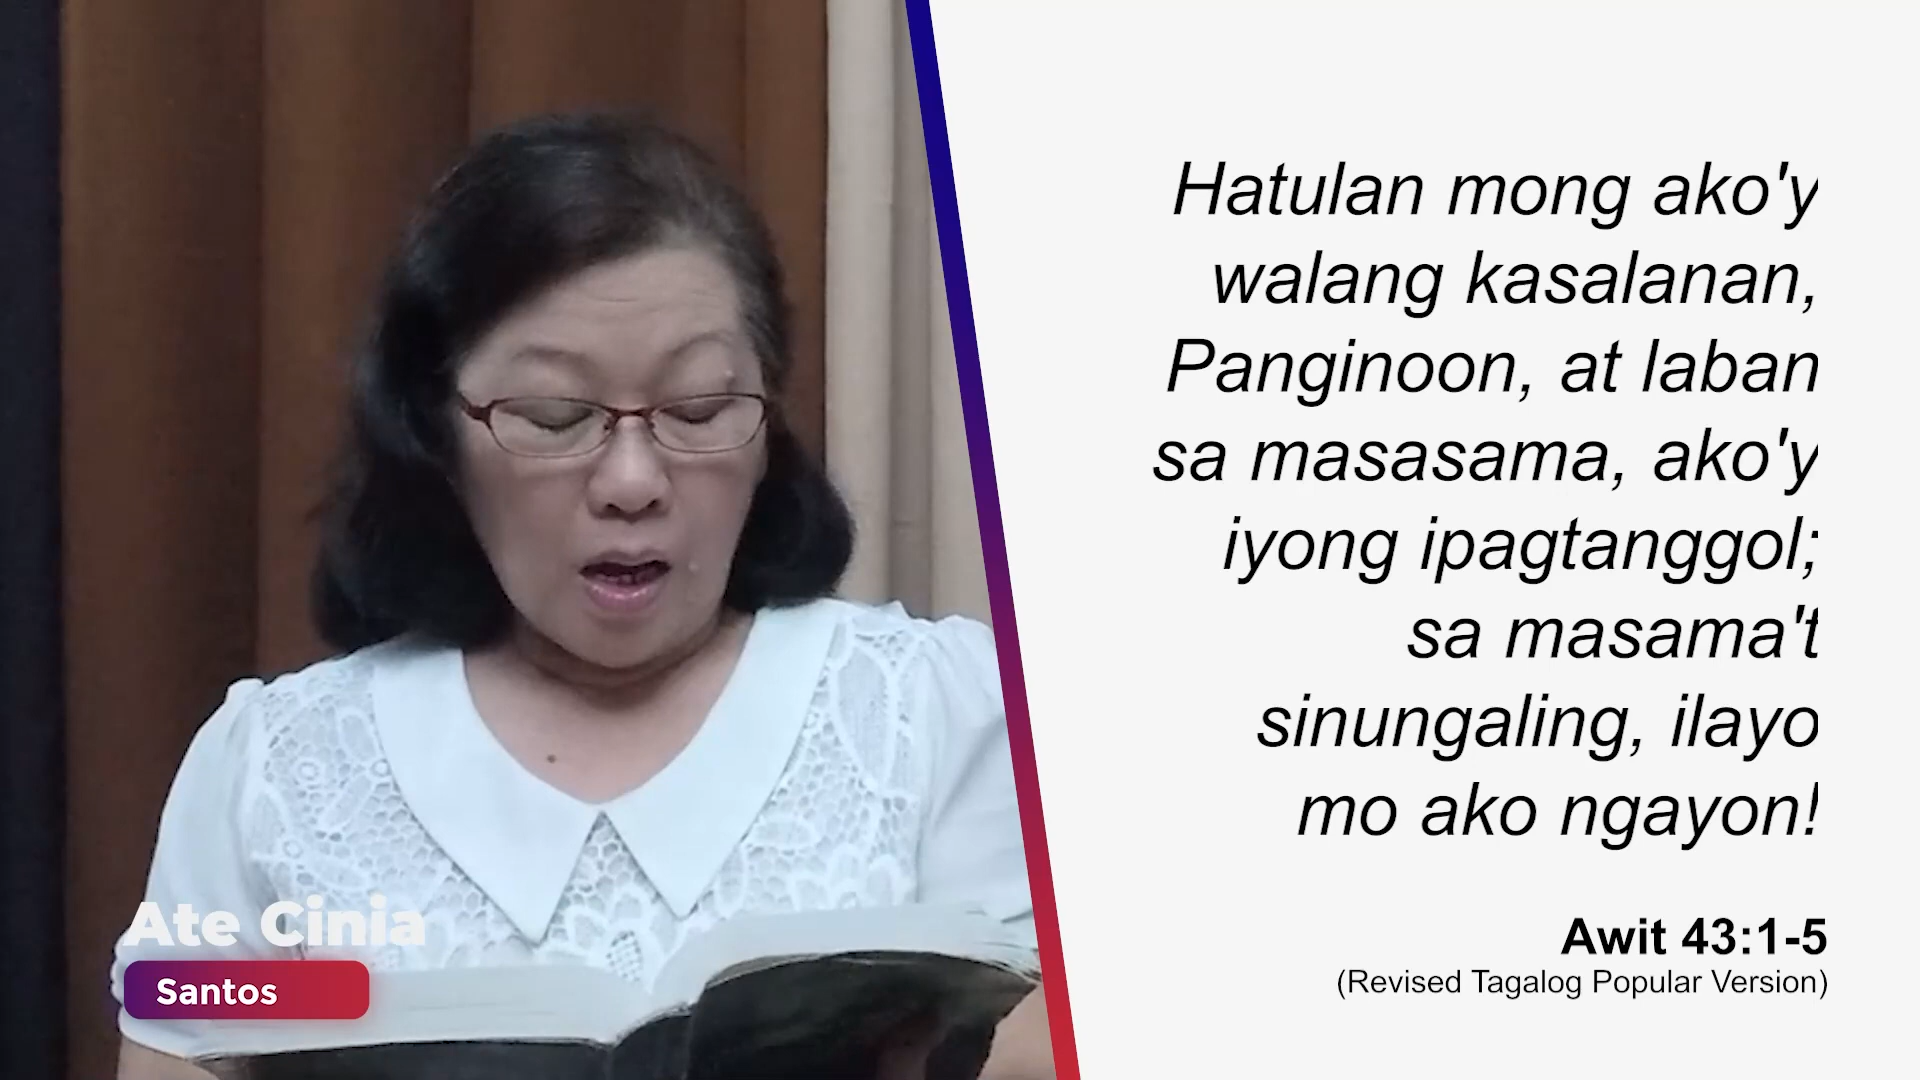 Hatulan mong ako'y
walang kasalanan,
Panginoon, at laban
sa masasama, ako'y
iyong ipagtanggol;
sa masama't
sinungaling, ilayo
mo ako ngayon!
Awit 43:1-5
(Revised Tagalog Popular Version)
Ate Cinia
Santos